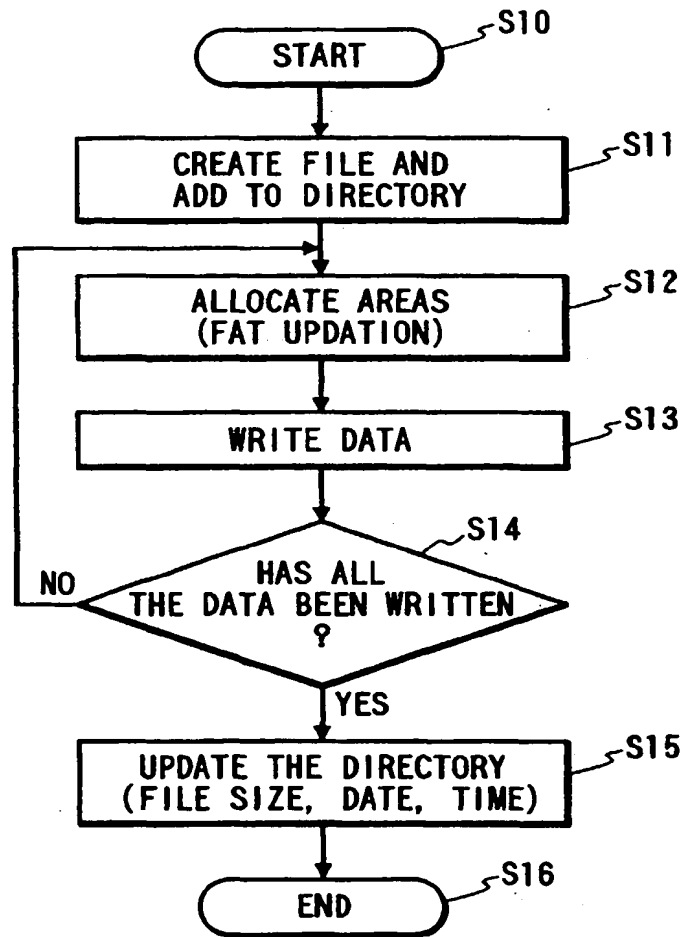 S10
START
S11
CREATE FILE AND
ADD TO DIRECTORY
S12
ALLOCATE AREAS
(FAT UPDATION)
S13
WRITE DATA
S14
HAS ALL
THE DATA BEEN WRITTEN
?
NO
YES
S15
UPDATE THE DIRECTORY
(FILE SIZE, DATE, TIME)
S16
END